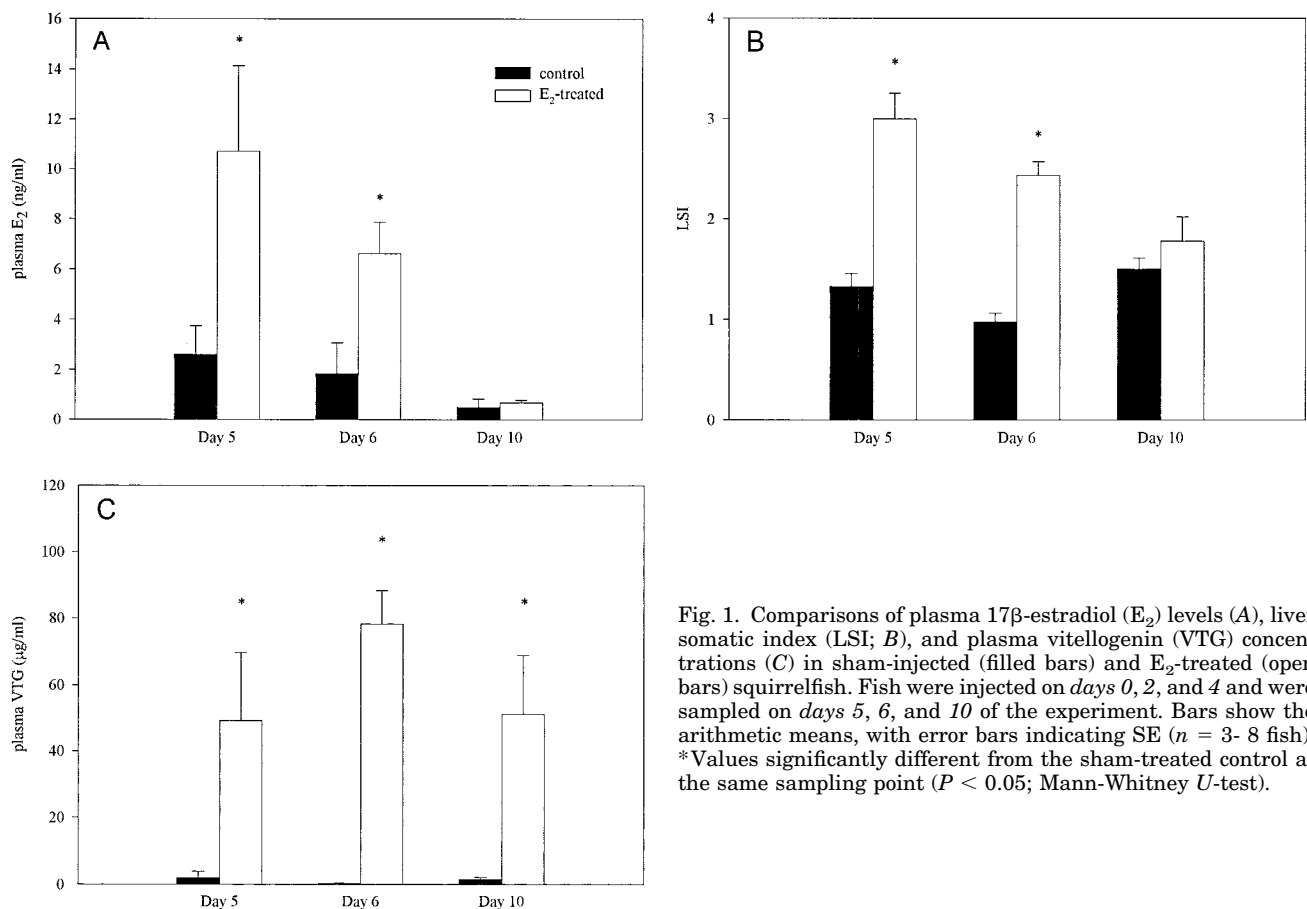 A
16
14
12
10
8
6
4
2
0
plasma E2 (ng/ml)
*
*
control
E2-treated
Day 5
Day 6
Day 10
B
4
3
2
1
0
LSI
*
*
Day 5
Day 6
Day 10
C
120
100
80
60
40
20
0
plasma VTG (µg/ml)
*
*
*
Day 5
Day 6
Day 10
Fig. 1. Comparisons of plasma 17β-estradiol (E2) levels (A), liver
somatic index (LSI; B), and plasma vitellogenin (VTG) concen
trations (C) in sham-injected (filled bars) and E2-treated (open
bars) squirrelfish. Fish were injected on days 0, 2, and 4 and were
sampled on days 5, 6, and 10 of the experiment. Bars show the
arithmetic means, with error bars indicating SE (n = 3- 8 fish)
*Values significantly different from the sham-treated control a
the same sampling point (P < 0.05; Mann-Whitney U-test).